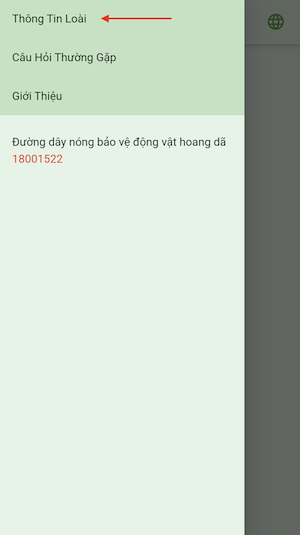 Thông Tin Loài
Câu Hỏi Thường Gặp
Giới Thiệu
Đường dây nóng bảo vệ động vật hoang dã
18001522